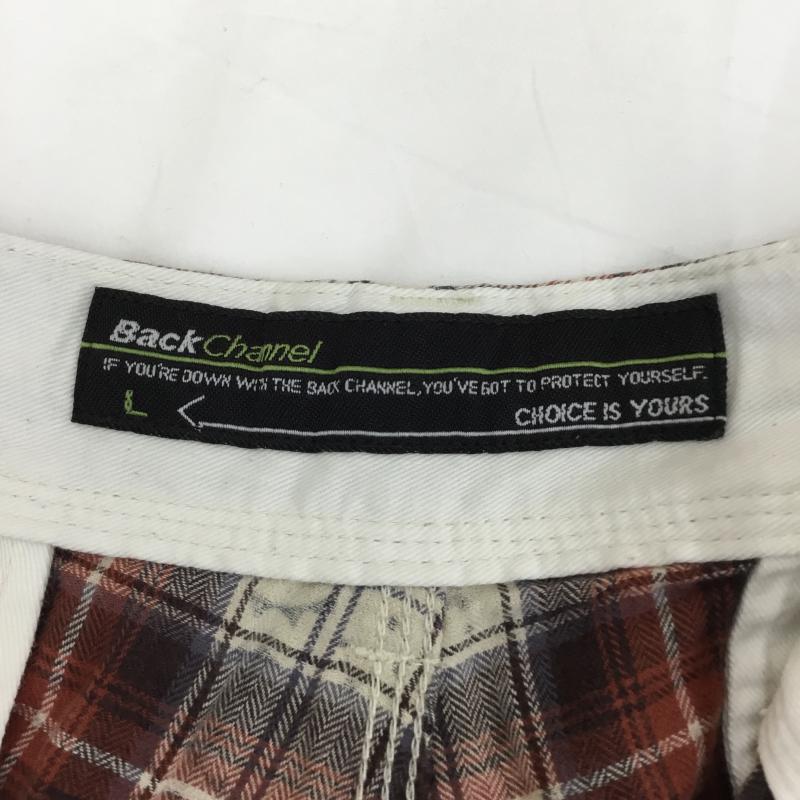 Back Channel
IF YOU'RE DOWN WITH THE BACK CHANNEL, YOU'VE GOT TO PROTECT YOURSELF.
L
CHOICE IS YOURS